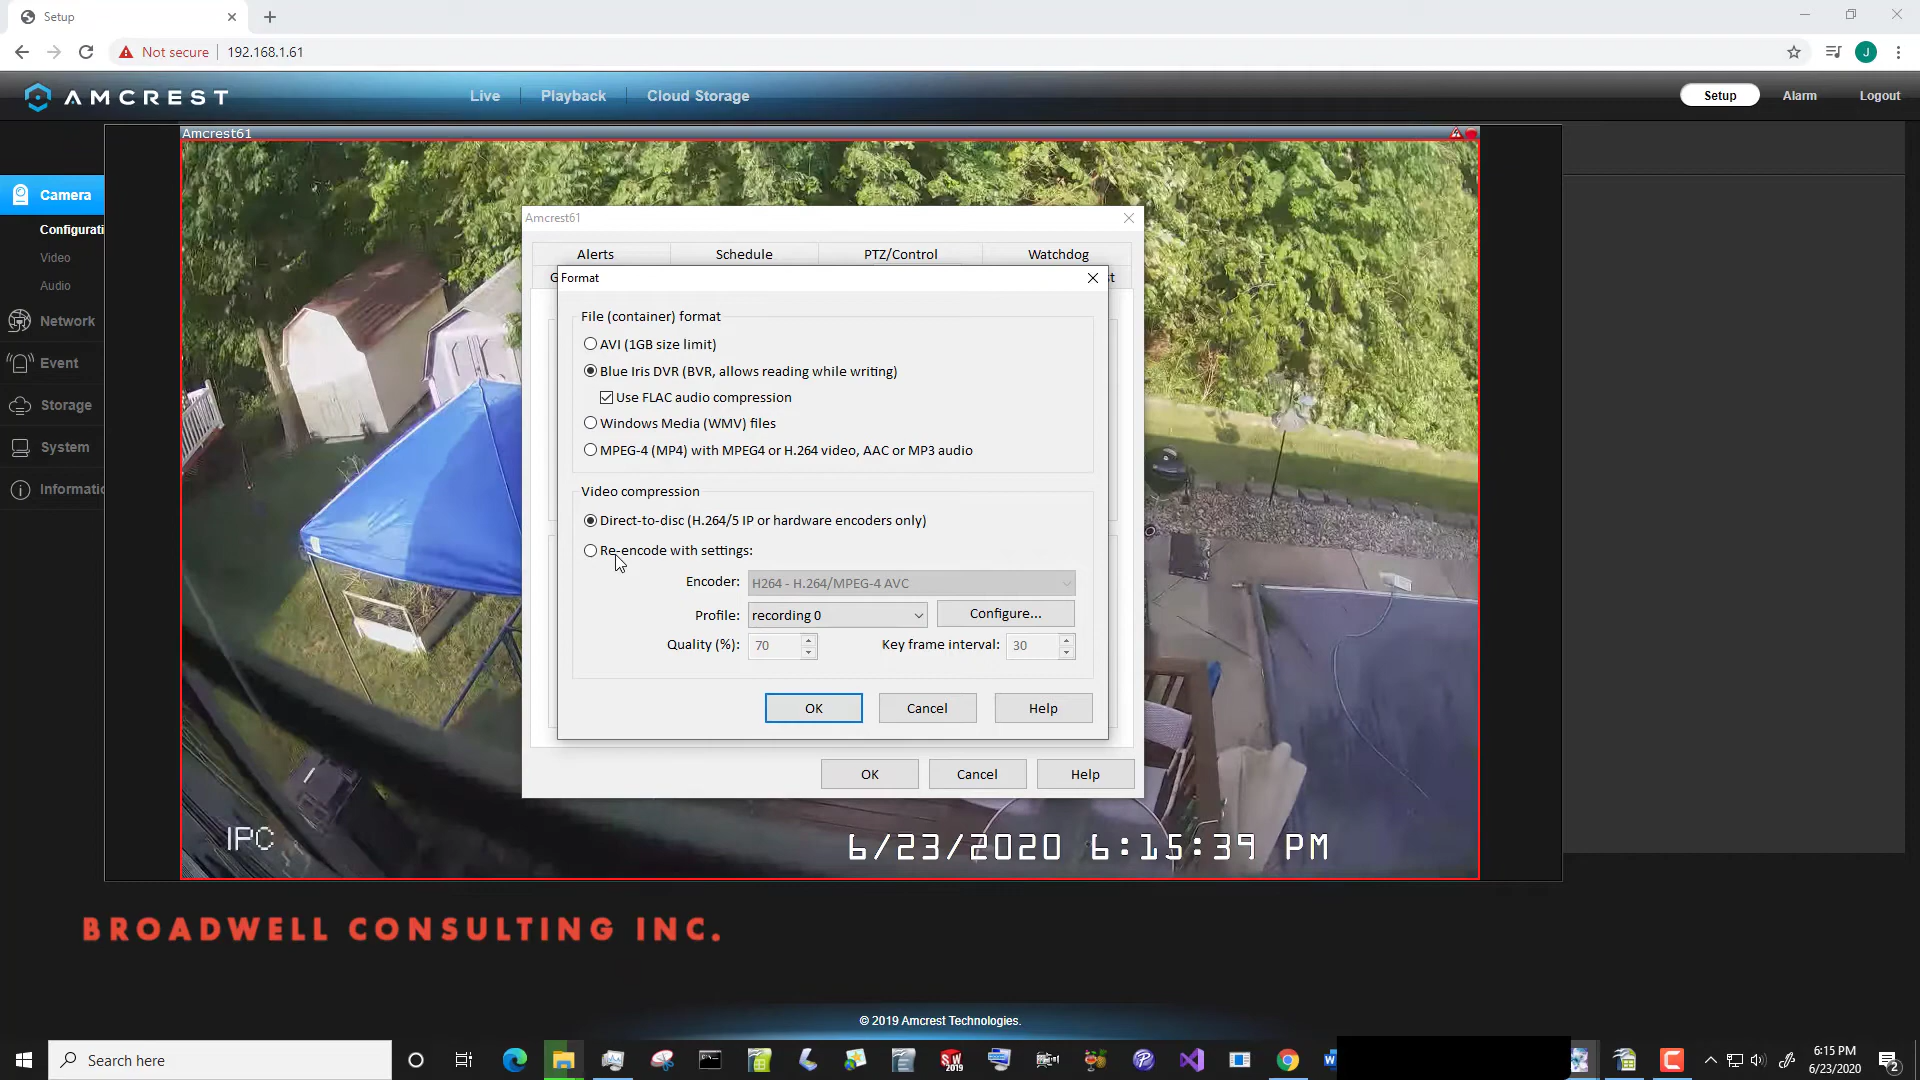 Setup
Not secure
192.168.1.61
J
AMCREST
Live
Playback
Cloud Storage
Setup
Alarm
Logout
Amcrest61
Camera
Configurati
Video
Audio
Network
Event
Storage
System
Informatic
Amcrest61
Alerts
Schedule
PTZ/Control
Watchdog
Format
File (container) format
AVI (1GB size limit)
Blue Iris DVR (BVR, allows reading while writing)
Use FLAC audio compression
Windows Media (WMV) files
MPEG-4 (MP4) with MPEG4 or H.264 video, AAC or MP3 audio
Video compression
Direct-to-disc (H.264/5 IP or hardware encoders only)
Re-encode with settings:
Encoder: H264 - H.264/MPEG-4 AVC
Profile: recording 0 Configure...
Quality (%): 70 Key frame interval: 30
OK Cancel Help
OK Cancel Help
IPC
6/23/2020 6:15:39 PM
BROADWELL CONSULTING INC.
© 2019 Amcrest Technologies.
Search here
SW
2019
W
6:15 PM
6/23/2020
2